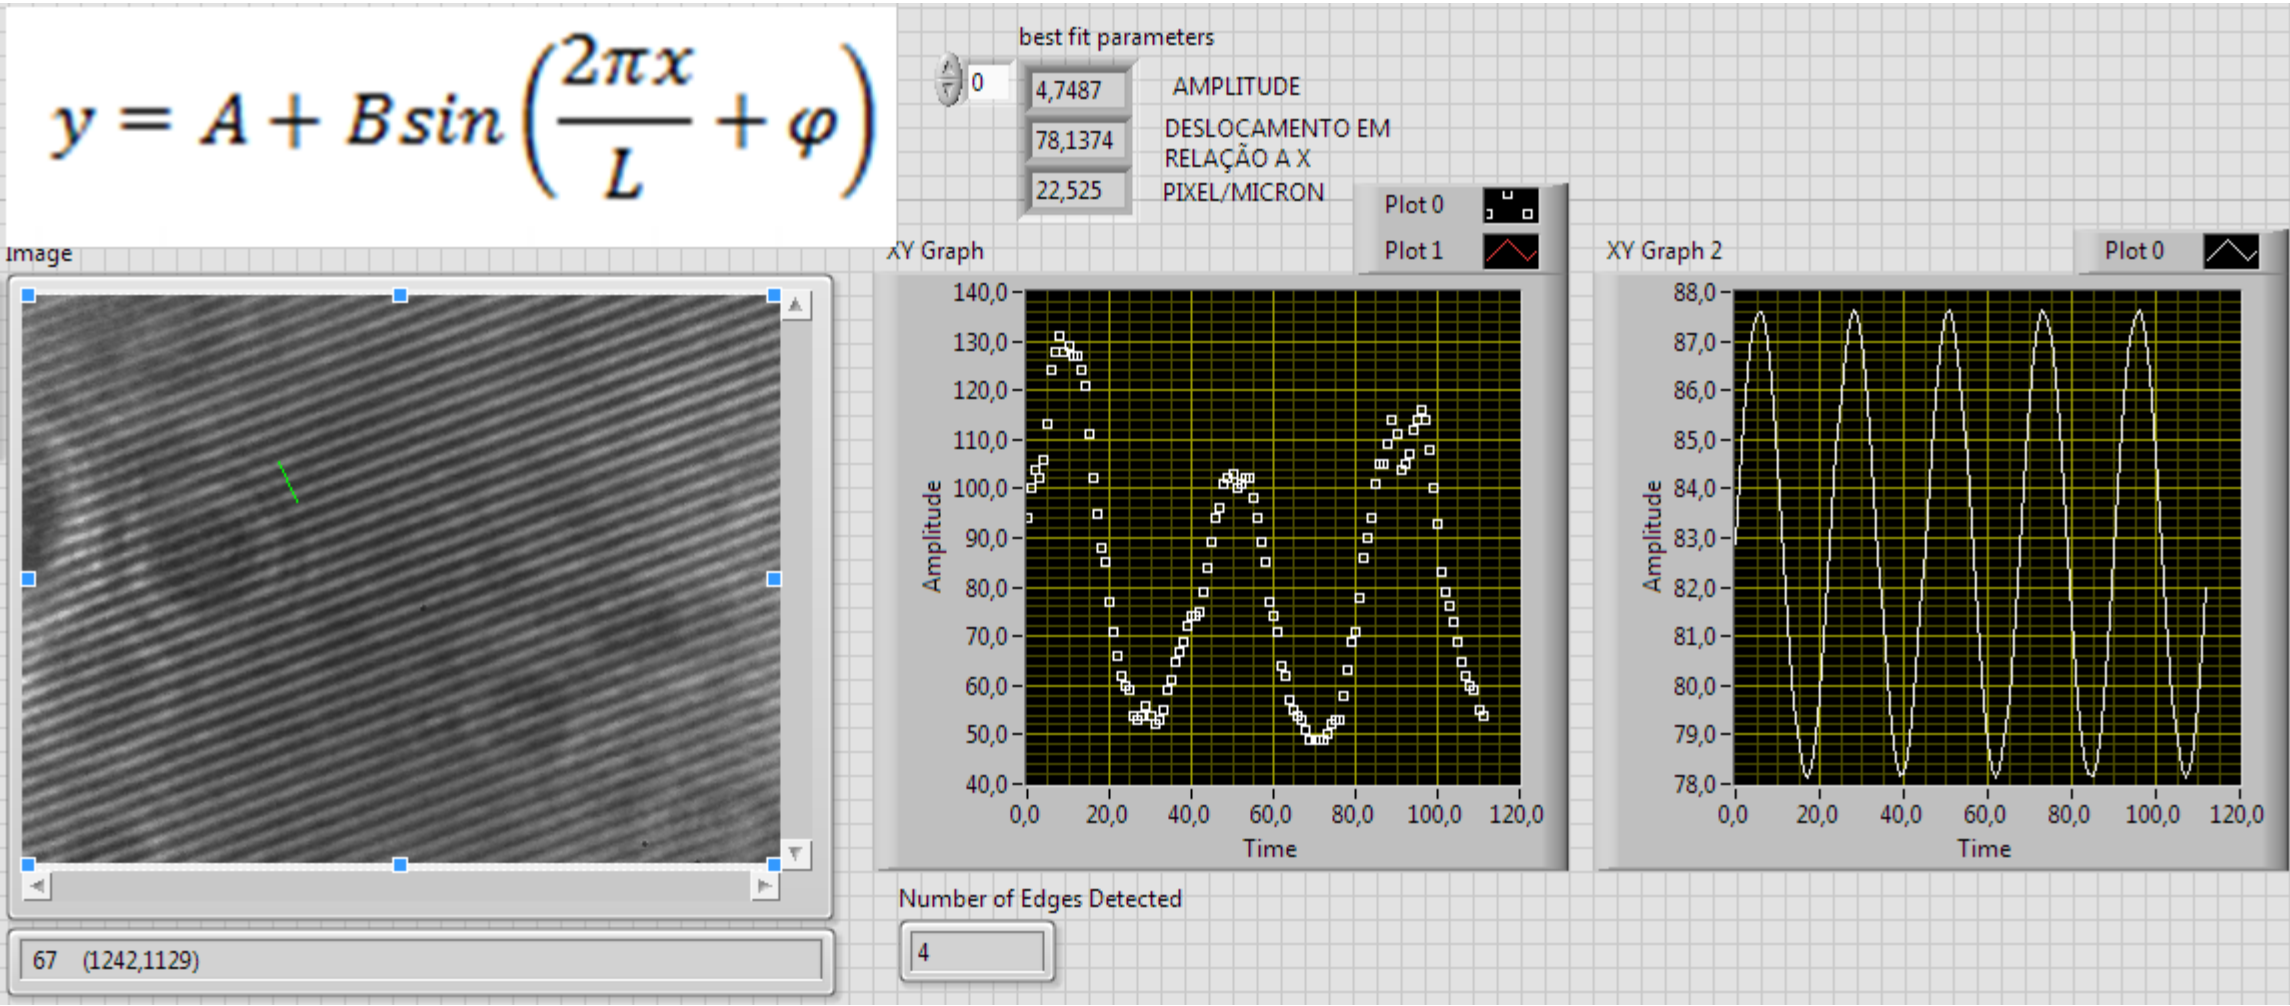 y = A + B sin (2πx / L + φ)
best fit parameters
0
4,7487
AMPLITUDE
78,1374
DESLOCAMENTO EM
RELAÇÃO A X
22,525
PIXEL/MICRON
Plot 0
Plot 1
Image
XY Graph
140,0
130,0
120,0
110,0
100,0
90,0
80,0
70,0
60,0
50,0
40,0
Amplitude
0,0 20,0 40,0 60,0 80,0 100,0 120,0
Time
XY Graph 2
Plot 0
88,0
87,0
86,0
85,0
84,0
83,0
82,0
81,0
80,0
79,0
78,0
Amplitude
0,0 20,0 40,0 60,0 80,0 100,0 120,0
Time
Number of Edges Detected
4
67 (1242,1129)